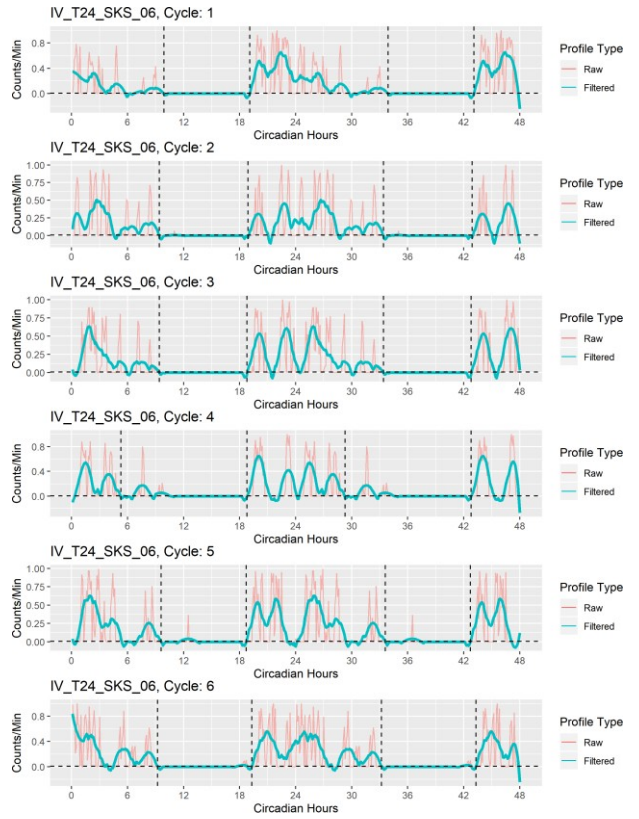 IV_T24_SKS_06, Cycle: 1
Counts/Min
0.8
0.4
0.0
0 6 12 18 24 30 36 42 48
Circadian Hours
Profile Type
Raw
Filtered
IV_T24_SKS_06, Cycle: 2
Counts/Min
1.00
0.75
0.50
0.25
0.00
0 6 12 18 24 30 36 42 48
Circadian Hours
Profile Type
Raw
Filtered
IV_T24_SKS_06, Cycle: 3
Counts/Min
1.00
0.75
0.50
0.25
0.00
0 6 12 18 24 30 36 42 48
Circadian Hours
Profile Type
Raw
Filtered
IV_T24_SKS_06, Cycle: 4
Counts/Min
0.8
0.4
0.0
0 6 12 18 24 30 36 42 48
Circadian Hours
Profile Type
Raw
Filtered
IV_T24_SKS_06, Cycle: 5
Counts/Min
1.00
0.75
0.50
0.25
0.00
0 6 12 18 24 30 36 42 48
Circadian Hours
Profile Type
Raw
Filtered
IV_T24_SKS_06, Cycle: 6
Counts/Min
0.8
0.4
0.0
0 6 12 18 24 30 36 42 48
Circadian Hours
Profile Type
Raw
Filtered